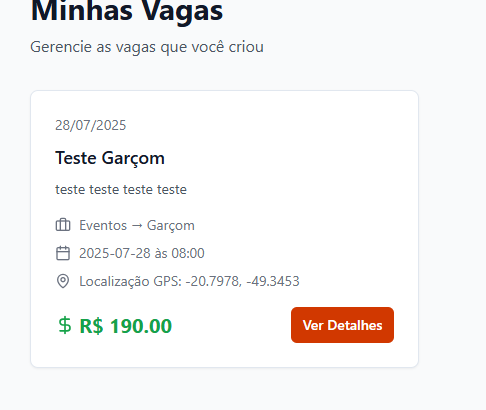 Minhas Vagas
Gerencie as vagas que você criou
28/07/2025
Teste Garçom
teste teste teste teste
Eventos → Garçom
2025-07-28 às 08:00
Localização GPS: -20.7978, -49.3453
$ R$ 190.00
Ver Detalhes